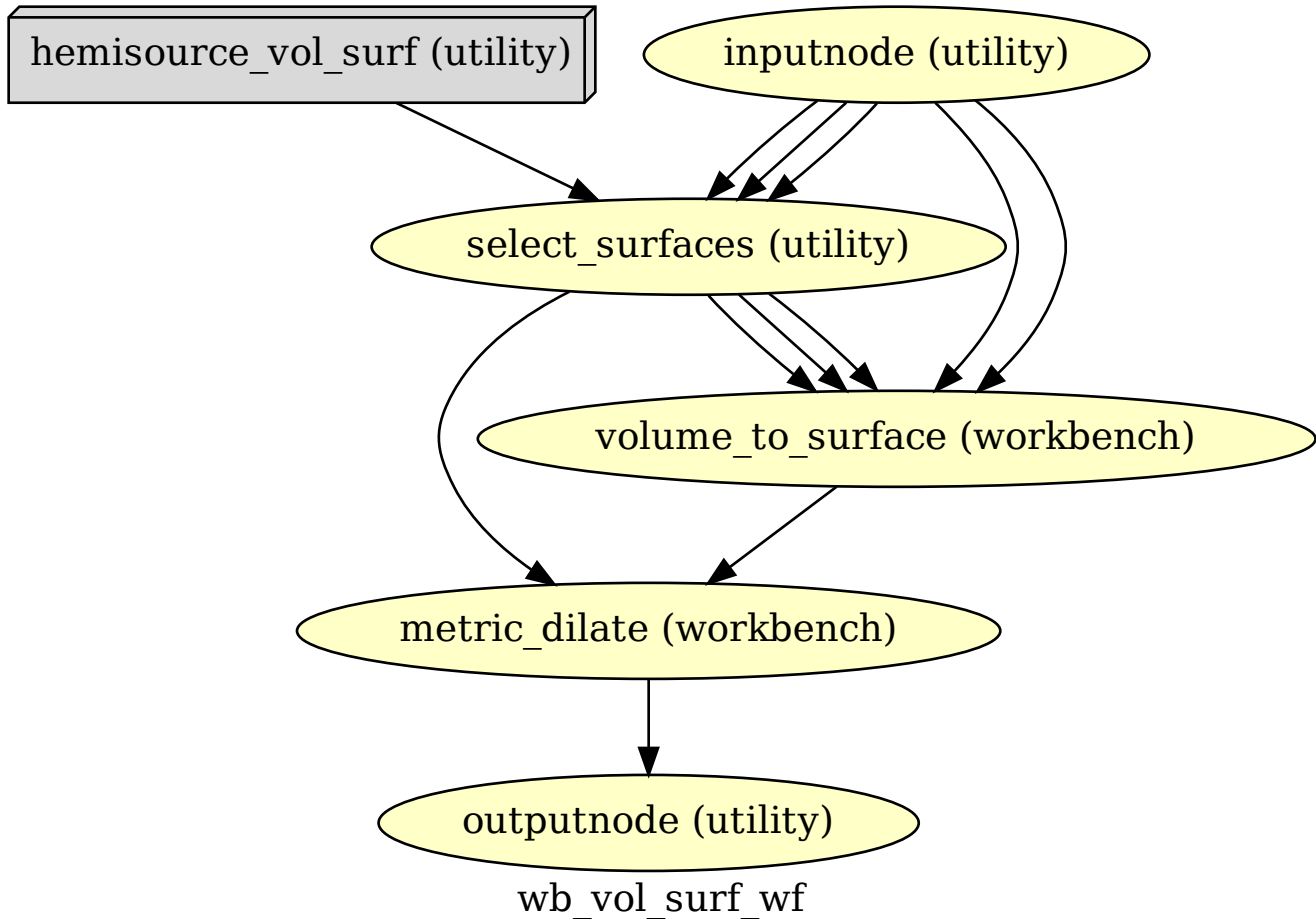 hemisource_vol_surf (utility)
inputnode (utility)
select_surfaces (utility)
volume_to_surface (workbench)
metric_dilate (workbench)
outputnode (utility)
wb_vol_surf_wf